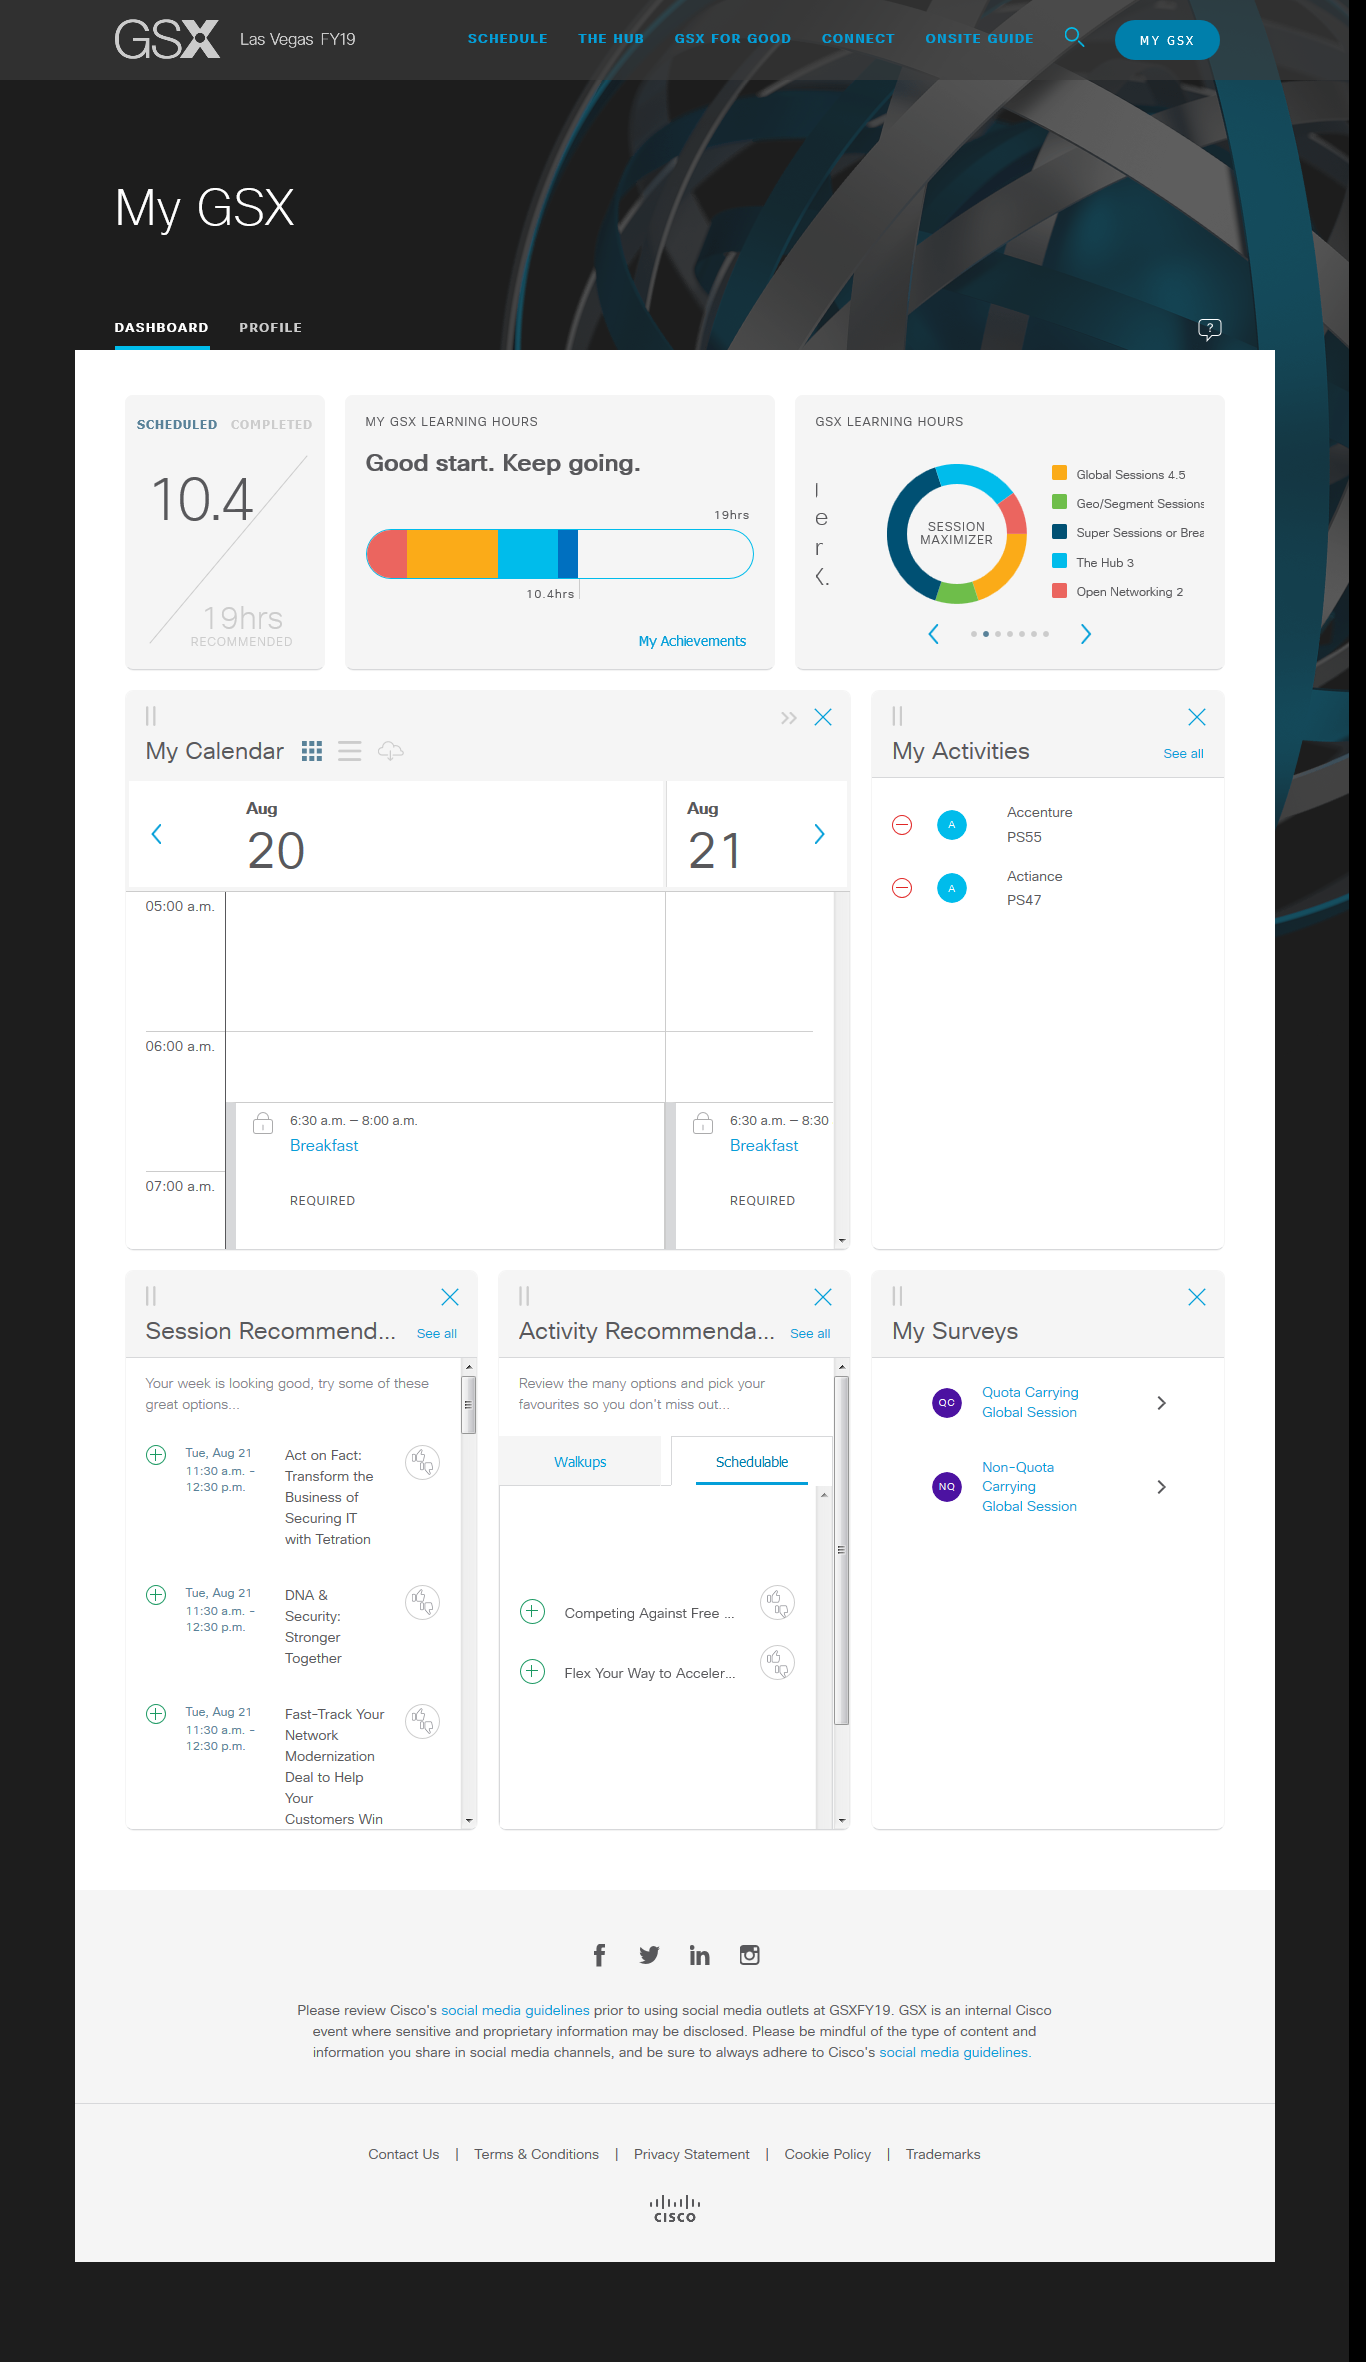 GSX Las Vegas FY19
SCHEDULE THE HUB GSX FOR GOOD CONNECT ONSITE GUIDE MY GSX
My GSX
DASHBOARD PROFILE
?
SCHEDULED COMPLETED
10.4
19hrs
RECOMMENDED
MY GSX LEARNING HOURS
Good start. Keep going.
19hrs
10.4hrs
My Achievements
GSX LEARNING HOURS
SESSION
MAXIMIZER
Global Sessions 4.5
Geo/Segment Sessions
Super Sessions or Brea
The Hub 3
Open Networking 2
My Calendar
Aug
20
Aug
21
05:00 a.m.
06:00 a.m.
07:00 a.m.
6:30 a.m. – 8:00 a.m.
Breakfast
REQUIRED
6:30 a.m. – 8:30
Breakfast
REQUIRED
My Activities
See all
A
Accenture
PS55
A
Actiance
PS47
Session Recommend...
See all
Your week is looking good, try some of these
great options...
Tue, Aug 21
11:30 a.m. -
12:30 p.m.
Act on Fact:
Transform the
Business of
Securing IT
with Tetration
Tue, Aug 21
11:30 a.m. -
12:30 p.m.
DNA &
Security:
Stronger
Together
Tue, Aug 21
11:30 a.m. -
12:30 p.m.
Fast-Track Your
Network
Modernization
Deal to Help
Your
Customers Win
Activity Recommenda...
See all
Review the many options and pick your
favourites so you don't miss out...
Walkups Schedulable
Competing Against Free ...
Flex Your Way to Acceler...
My Surveys
QC
Quota Carrying
Global Session
NQ
Non-Quota
Carrying
Global Session
Please review Cisco's social media guidelines prior to using social media outlets at GSXFY19. GSX is an internal Cisco
event where sensitive and proprietary information may be disclosed. Please be mindful of the type of content and
information you share in social media channels, and be sure to always adhere to Cisco's social media guidelines.
Contact Us | Terms & Conditions | Privacy Statement | Cookie Policy | Trademarks
CISCO